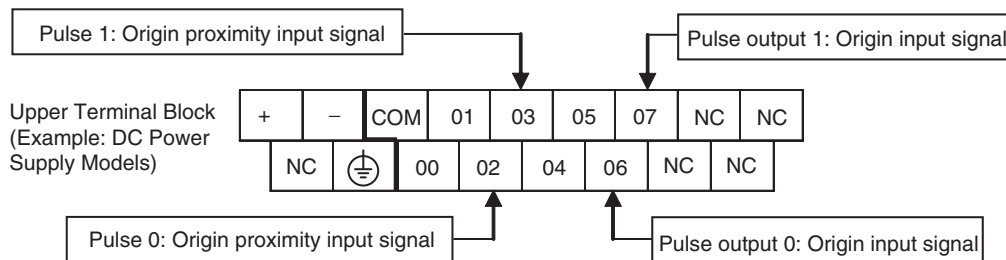 Pulse 1: Origin proximity input signal
Pulse output 1: Origin input signal
Upper Terminal Block
(Example: DC Power
Supply Models)
+ − COM 01 03 05 07 NC NC
NC 00 02 04 06 NC NC
Pulse 0: Origin proximity input signal
Pulse output 0: Origin input signal